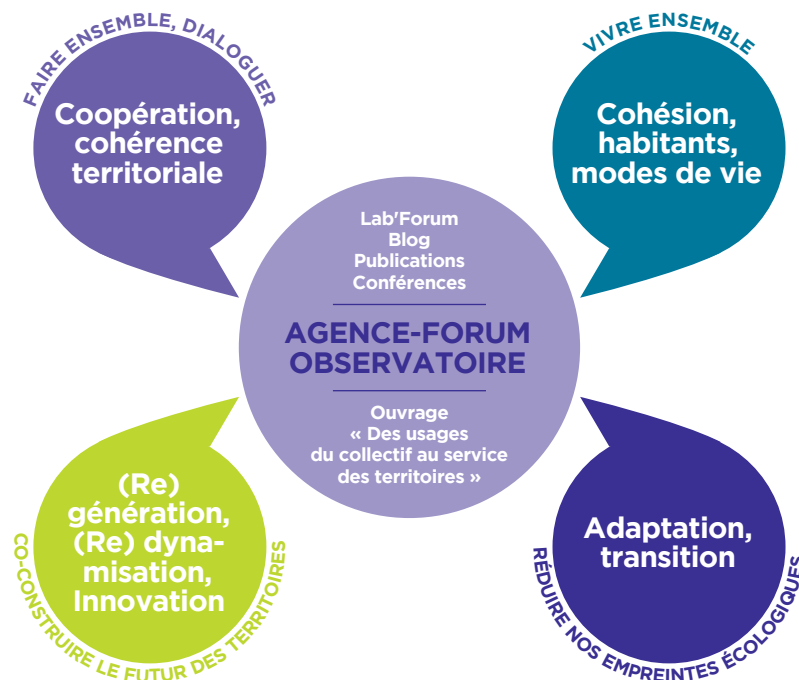 FAIRE ENSEMBLE, DIALOGUER
Coopération,
cohérence
territoriale
VIVRE ENSEMBLE
Cohésion,
habitants,
modes de vie
Lab'Forum
Blog
Publications
Conférences
AGENCE-FORUM
OBSERVATOIRE
Ouvrage
« Des usages
du collectif au service
des territoires »
(Re)
génération,
(Re) dyna-
misation,
Innovation
CO-CONSTRUIRE LE FUTUR DES TERRITOIRES
Adaptation,
transition
RÉDUIRE NOS EMPREINTES ÉCOLOGIQUES